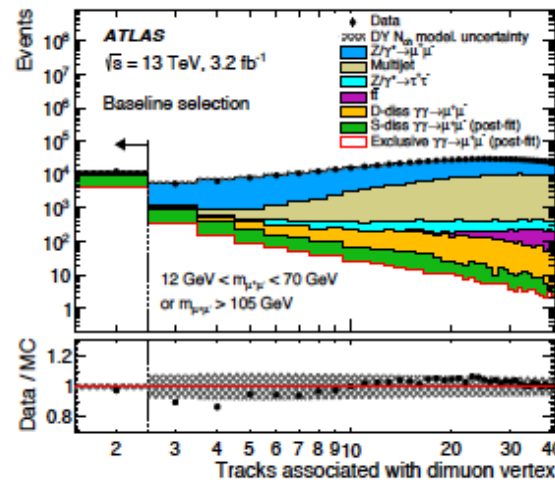 Events
10⁸
10⁷
10⁶
10⁵
10⁴
10³
10²
10
1
ATLAS
√s = 13 TeV, 3.2 fb⁻¹
Baseline selection
Data
DY N_ch model. uncertainty
Z/γ*→μ⁺μ⁻
Multijet
Z/γ*→τ⁺τ⁻
tt̄
D-diss γγ→μ⁺μ⁻
S-diss γγ→μ⁺μ⁻ (post-fit)
Exclusive γγ→μ⁺μ⁻ (post-fit)
12 GeV < m_μ⁺μ⁻ < 70 GeV
or m_μ⁺μ⁻ > 105 GeV
Data / MC
1.2
1
0.8
2 3 4 5 6 7 8 9 10 20 30 40
Tracks associated with dimuon vertex